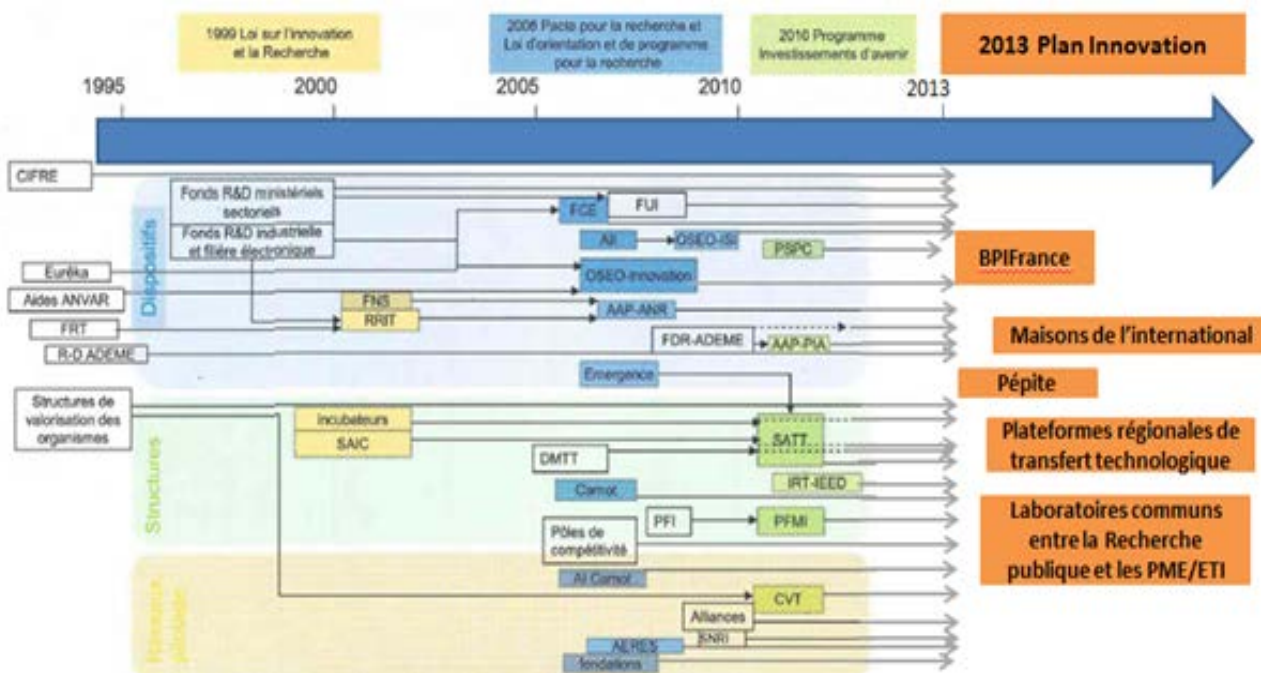 1999 Loi sur l'innovation
et la Recherche
2006 Pacte pour la recherche et
Loi d'orientation et de programme
pour la recherche
2010 Programme
Investissements d'avenir
2013 Plan Innovation
1995
2000
2005
2010
2013
CIFRE
Dispositifs
Fonds R&D ministériels
sectoriels
Fonds R&D industrielle
et filière électronique
FCE
FUI
AII
OSEO-ISI
PSPC
BPIFrance
Eurêka
OSEO-Innovation
Aides ANVAR
FNS
AAP-ANR
FRT
RRIT
FDR-ADEME
AAP-PIA
Maisons de l'international
R-D ADEME
Emergence
Pépite
Structures de
valorisation des
organismes
Structures
incubateurs
SAIC
SATT
Plateformes régionales de
transfert technologique
DMTT
Carnot
IRT-IEED
PFI
PFMI
Laboratoires communs
entre la Recherche
publique et les PME/ETI
Pôles de
compétitivité
AI Carnot
CVT
Alliances
SNRI
AERES
fondations